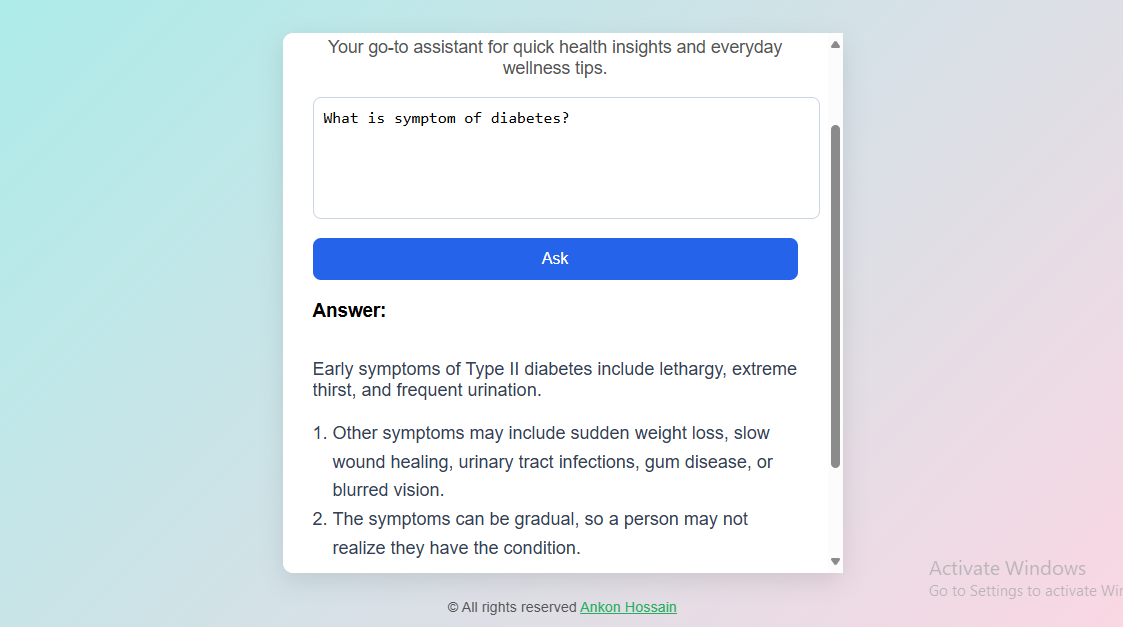 Your go-to assistant for quick health insights and everyday
wellness tips.
What is symptom of diabetes?
Ask
Answer:
Early symptoms of Type II diabetes include lethargy, extreme
thirst, and frequent urination.
1. Other symptoms may include sudden weight loss, slow
wound healing, urinary tract infections, gum disease, or
blurred vision.
2. The symptoms can be gradual, so a person may not
realize they have the condition.
Activate Windows
Go to Settings to activate
© All rights reserved Ankon Hossain